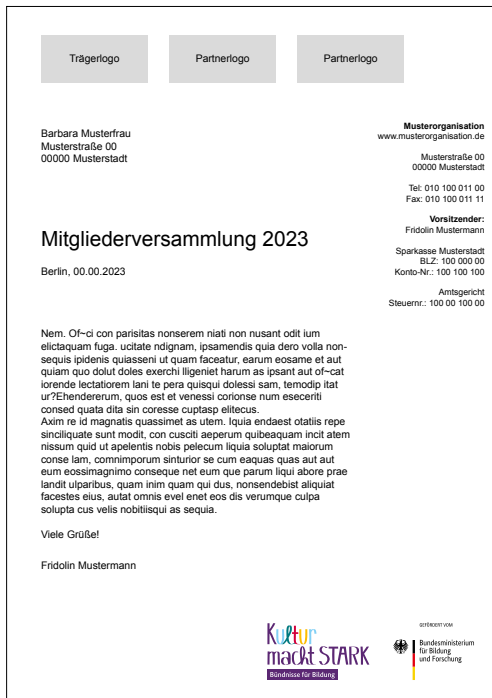 Trägerlogo
Partnerlogo
Partnerlogo
Barbara Musterfrau
Musterstraße 00
00000 Musterstadt
Musterorganisation
www.musterorganisation.de
Musterstraße 00
00000 Musterstadt
Tel: 010 100 011 00
Fax: 010 100 011 11
Vorsitzender:
Fridolin Mustermann
Sparkasse Musterstadt
BLZ: 100 000 00
Konto-Nr.: 100 100 100
Amtsgericht
Steuernr.: 100 00 100 00
Mitgliederversammlung 2023
Berlin, 00.00.2023
Nem. Of~ci con parisitas nonserem niati non nusant odit ium
elictaquam fuga. ucitate ndignam, ipsamendis quia dero volla non-
sequis ipidenis quiasseni ut quam faceatur, earum eosame et aut
quiam quo dolut doles exerchi lligeniet harum as ipsant aut of~cat
iorende lectatiorem lani te pera quisqui dolessi sam, temodip itat
ur?Ehendererum, quos est et venessi corionse num eseceriti
consed quata dita sin coresse cuptasp elitecus.
Axim re id magnatis quassimet as utem. Iquia endaest otatiis repe
sinciliquate sunt modit, con cusciti aeperum quibeaquam incit atem
nissum quid ut apelentis nobis pelecum liquia soluptat maiorum
conse lam, comnimporum sinturior se cum eaquas quas aut aut
eum eossimagnimo conseque net eum que parum liqui abore prae
landit ulparibus, quam inim quam qui dus, nonsendebist aliquiat
facestes eius, autat omnis evel enet eos dis verumque culpa
solupta cus velis nobitiisqui as sequia.
Viele Grüße!
Fridolin Mustermann
Kultur
macht STARK
Bündnisse für Bildung
GEFÖRDERT VOM
Bundesministerium
für Bildung
und Forschung